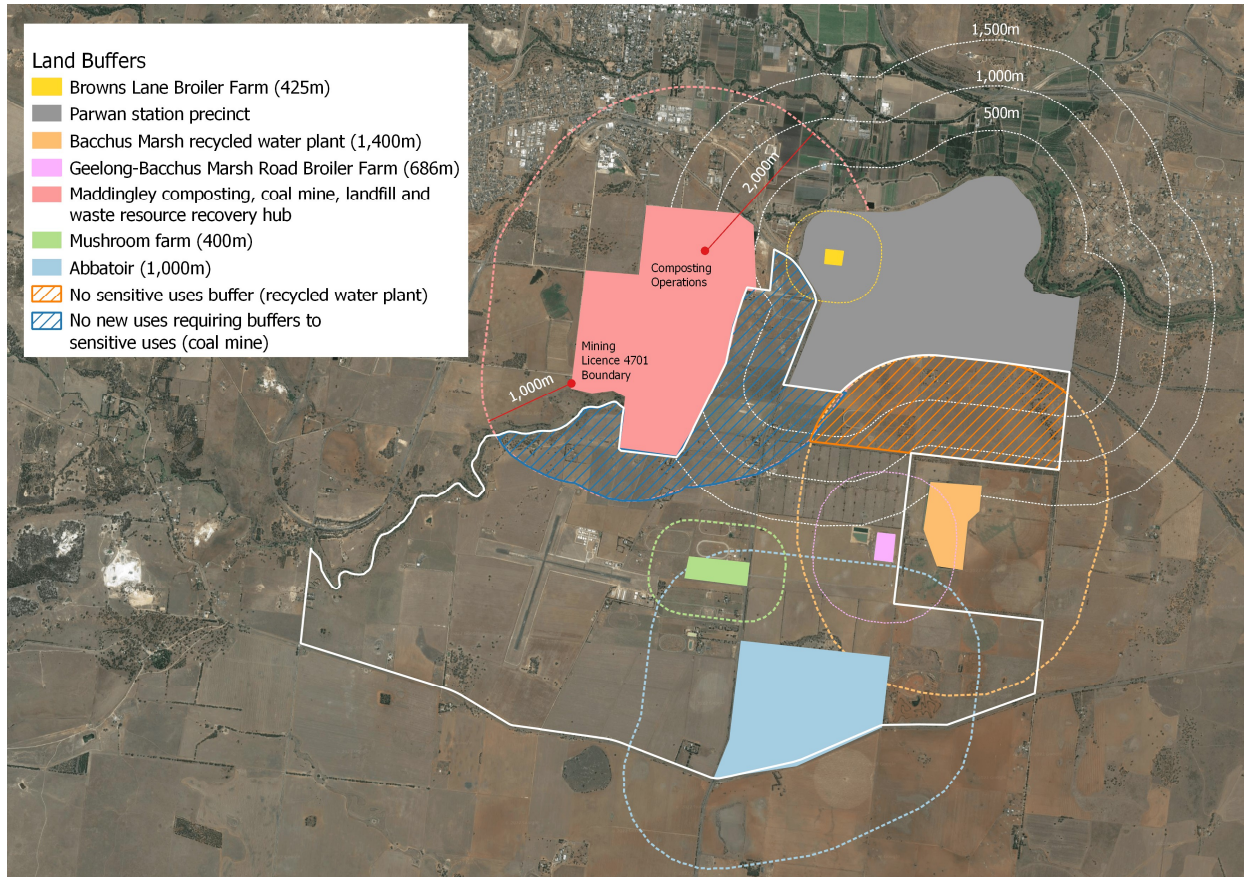 Land Buffers
Browns Lane Broiler Farm (425m)
Parwan station precinct
Bacchus Marsh recycled water plant (1,400m)
Geelong-Bacchus Marsh Road Broiler Farm (686m)
Maddingley composting, coal mine, landfill and
waste resource recovery hub
Mushroom farm (400m)
Abbatoir (1,000m)
No sensitive uses buffer (recycled water plant)
No new uses requiring buffers to
sensitive uses (coal mine)
1,500m
1,000m
500m
2,000m
Composting
Operations
Mining
Licence 4701
Boundary
1,000m